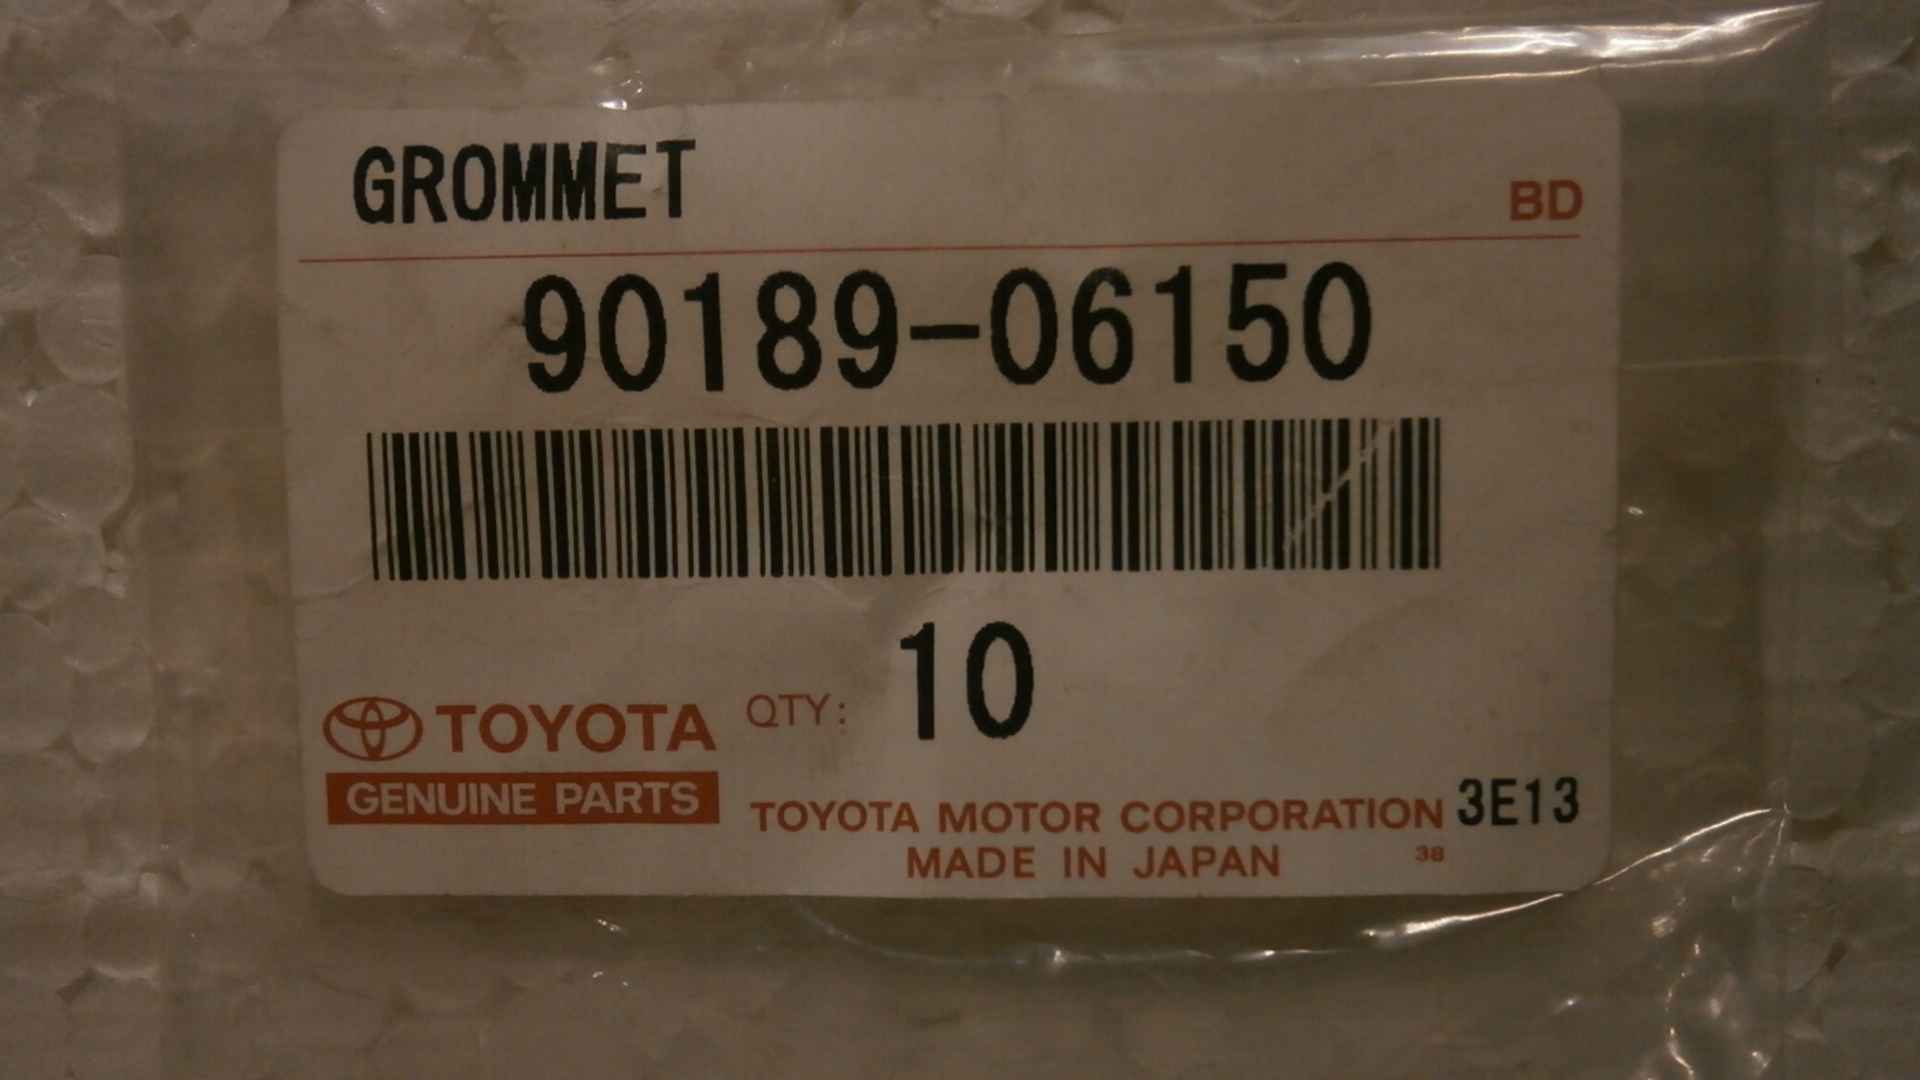 GROMMET
BD
90189-06150
10
TOYOTA QTY:
GENUINE PARTS
TOYOTA MOTOR CORPORATION 3E13
MADE IN JAPAN 38